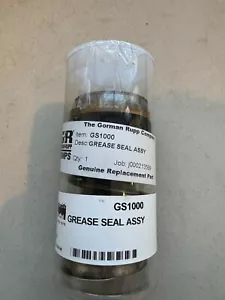 The Gorman Rupp Company
Item: GS1000
Desc: GREASE SEAL ASSY
Qty: 1
Genuine Replacement Part
GS1000
GREASE SEAL ASSY